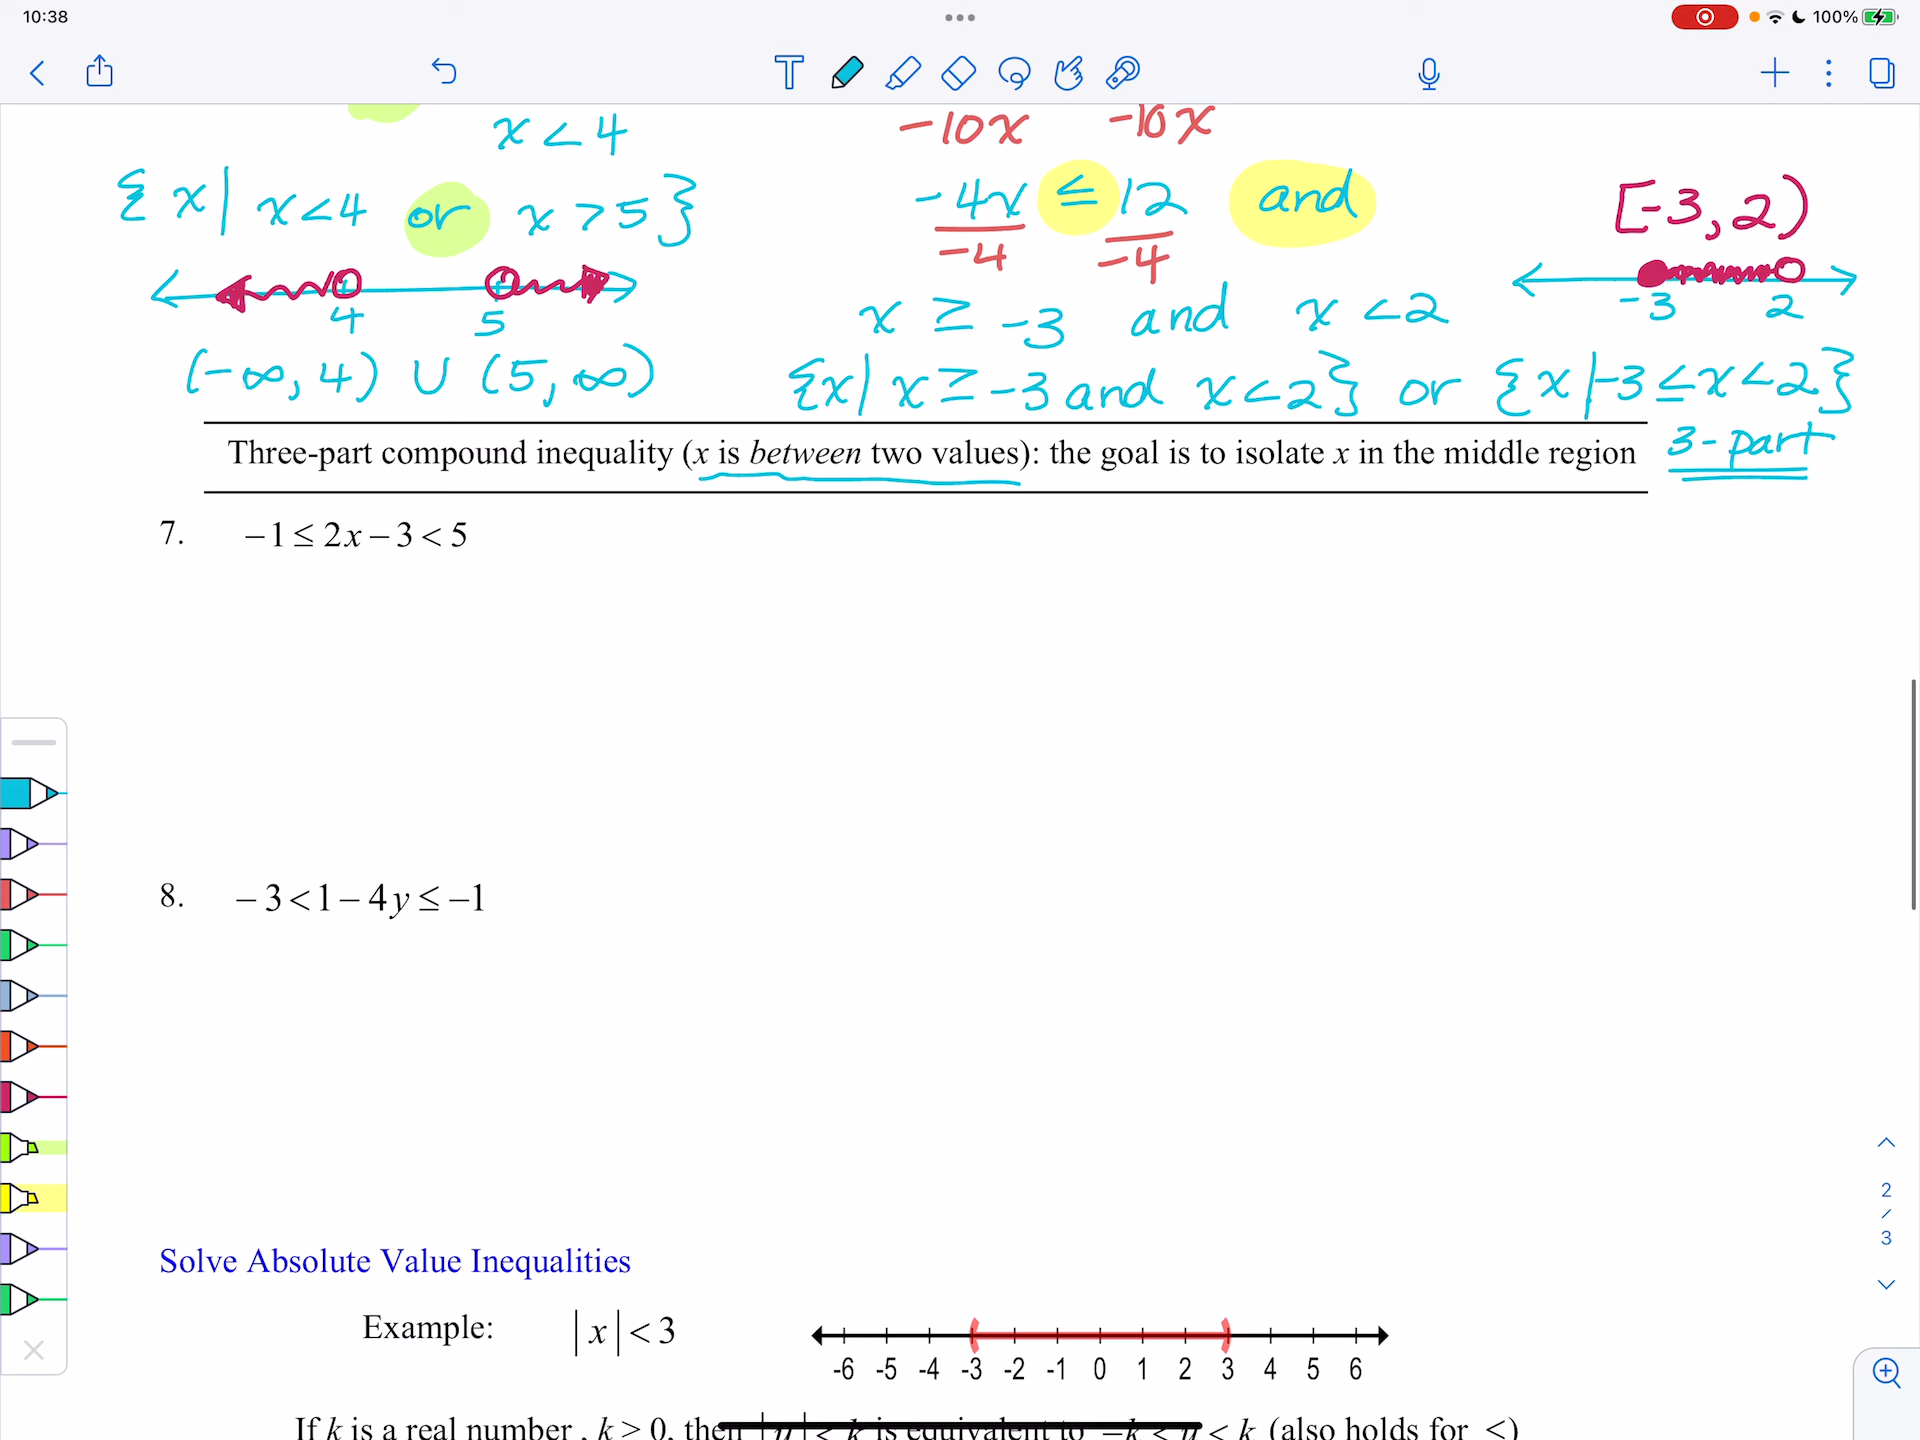 10:38
100%
x < 4
-10x -10x
{x| x<4 or x >5}
-4x ≤ 12 and
-4 -4
[-3, 2)
4 5
x ≥ -3 and x < 2
-3 2
(-∞, 4) ∪ (5, ∞)
{x| x ≥ -3 and x<2} or {x|-3 ≤ x < 2}
Three-part compound inequality (x is between two values): the goal is to isolate x in the middle region
3-part
7. −1 ≤ 2x − 3 < 5
8. −3 < 1 − 4y ≤ −1
Solve Absolute Value Inequalities
Example: |x| < 3
-6 -5 -4 -3 -2 -1 0 1 2 3 4 5 6
If k is a real number , k > 0, then |u| < k is equivalent to −k < u < k (also holds for ≤)
2
/
3